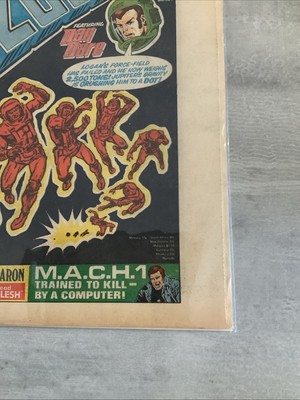 FEATURING
Dan
Dare
LOGAN'S FORCE-FIELD
HAS FAILED AND HE NOW WEIGHS
2,500 TONS! JUPITER'S GRAVITY
IS CRUSHING HIM TO A DOT!
ARON
and
LESH
M.A.C.H.1
TRAINED TO KILL–
BY A COMPUTER!